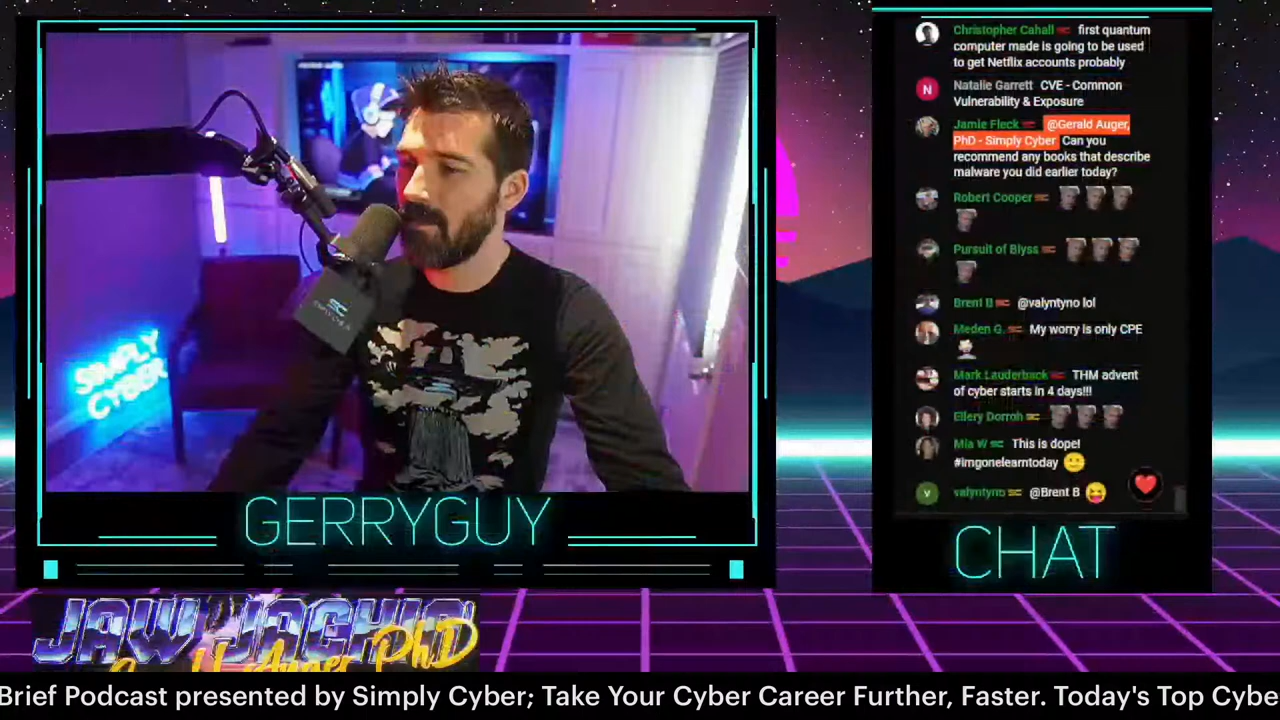 SIMPLY
CYBER
GERRYGUY
Christopher Cahall first quantum
computer made is going to be used
to get Netflix accounts probably
N
Natalie Garrett CVE - Common
Vulnerability & Exposure
Jamie Fleck @Gerald Auger,
PhD - Simply Cyber Can you
recommend any books that describe
malware you did earlier today?
Robert Cooper
Pursuit of Blyss
Brent B @valyntyno lol
Meden G. My worry is only CPE
Mark Lauderback THM advent
of cyber starts in 4 days!!!
Ellery Dorroh
Mia W This is dope!
#imgonelearntoday
V
valyntyno @Brent B
CHAT
JAW JACKIN
PhD
Brief Podcast presented by Simply Cyber; Take Your Cyber Career Further, Faster. Today's Top Cybe